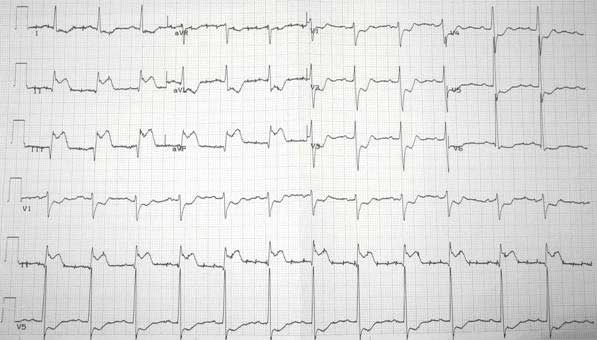 I aVR V1 V4
II aVL V2 V5
III aVF V3 V6
V1
II
V5